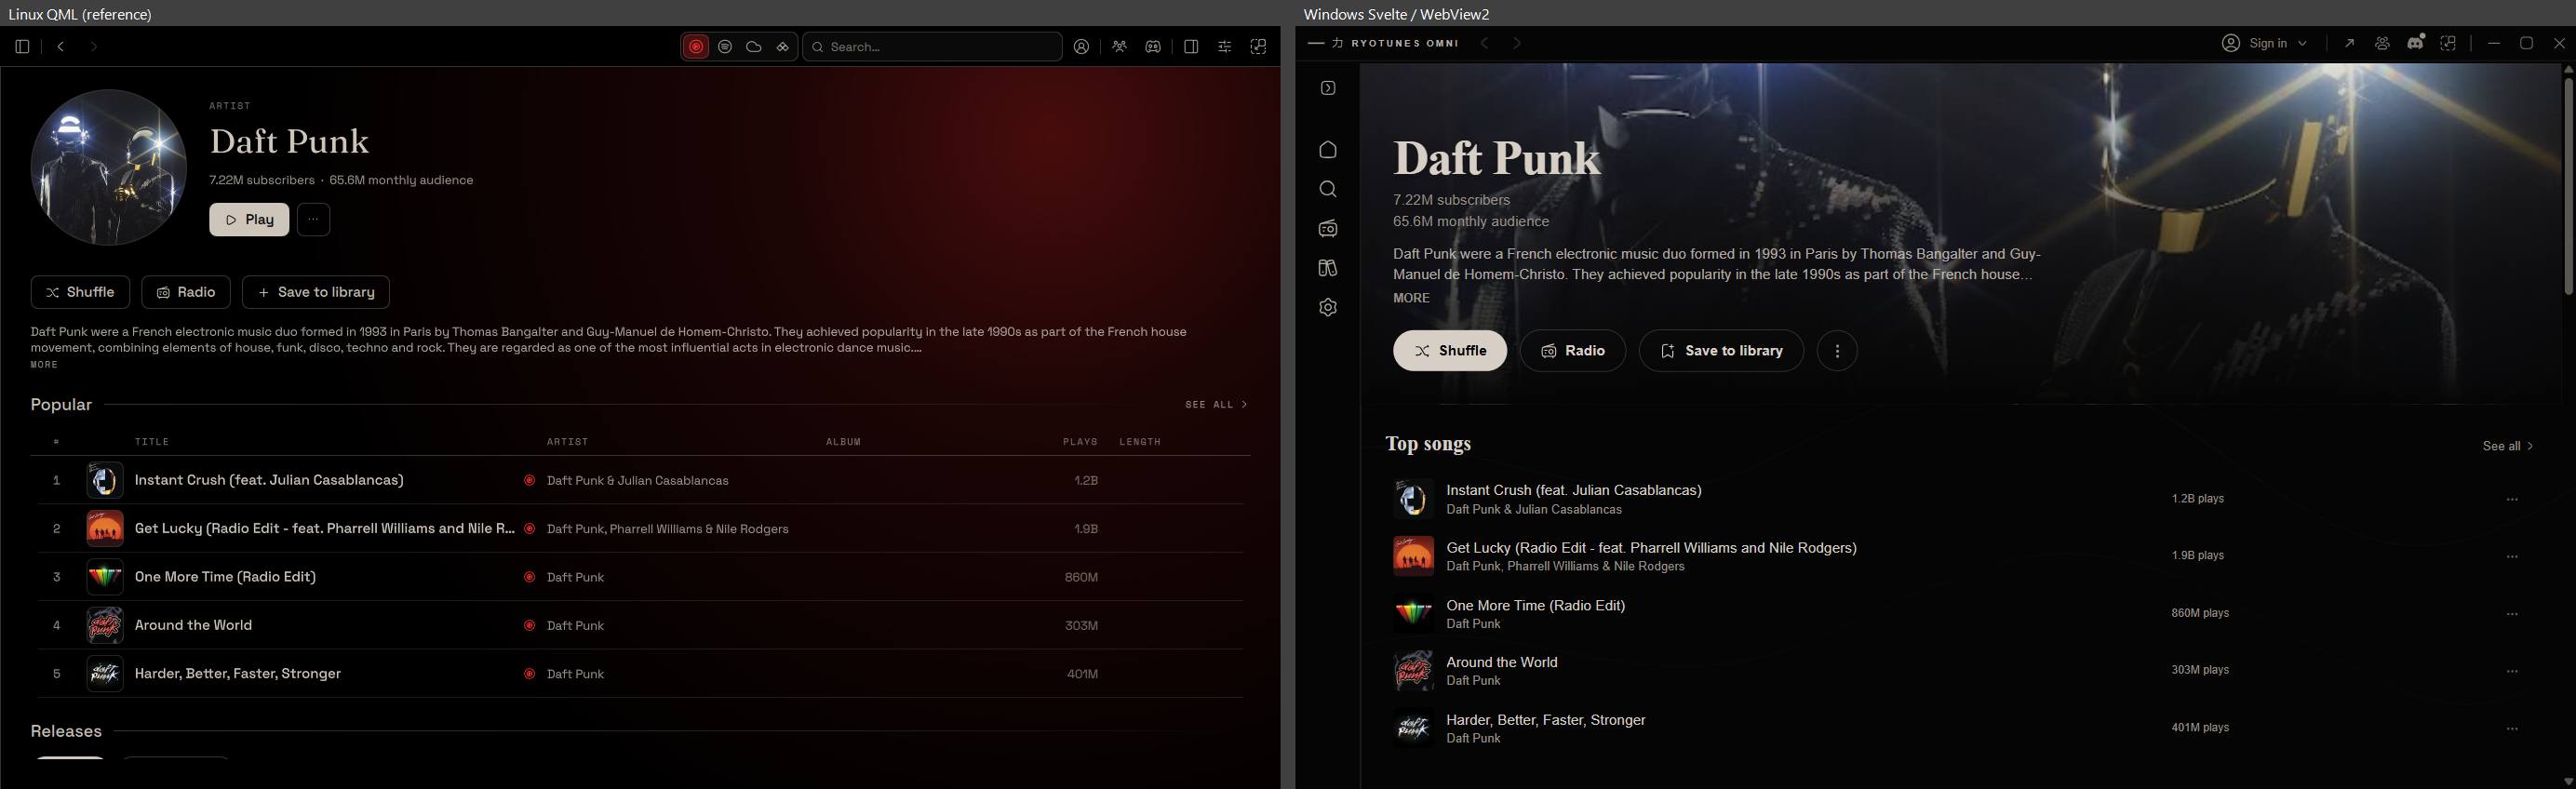 Linux QML (reference)
Search...
ARTIST
Daft Punk
7.22M subscribers · 65.6M monthly audience
Play
Shuffle
Radio
Save to library
Daft Punk were a French electronic music duo formed in 1993 in Paris by Thomas Bangalter and Guy-Manuel de Homem-Christo. They achieved popularity in the late 1990s as part of the French house
movement, combining elements of house, funk, disco, techno and rock. They are regarded as one of the most influential acts in electronic dance music....
MORE
Popular
SEE ALL >
# TITLE ARTIST ALBUM PLAYS LENGTH
1 Instant Crush (feat. Julian Casablancas) Daft Punk & Julian Casablancas 1.2B
2 Get Lucky (Radio Edit - feat. Pharrell Williams and Nile R... Daft Punk, Pharrell Williams & Nile Rodgers 1.9B
3 One More Time (Radio Edit) Daft Punk 860M
4 Around the World Daft Punk 303M
5 Harder, Better, Faster, Stronger Daft Punk 401M
Releases
Windows Svelte / WebView2
力 RYOTUNES OMNI
Sign in
Daft Punk
7.22M subscribers
65.6M monthly audience
Daft Punk were a French electronic music duo formed in 1993 in Paris by Thomas Bangalter and Guy-
Manuel de Homem-Christo. They achieved popularity in the late 1990s as part of the French house...
MORE
Shuffle
Radio
Save to library
Top songs
See all >
Instant Crush (feat. Julian Casablancas)
Daft Punk & Julian Casablancas
1.2B plays
Get Lucky (Radio Edit - feat. Pharrell Williams and Nile Rodgers)
Daft Punk, Pharrell Williams & Nile Rodgers
1.9B plays
One More Time (Radio Edit)
Daft Punk
860M plays
Around the World
Daft Punk
303M plays
Harder, Better, Faster, Stronger
Daft Punk
401M plays